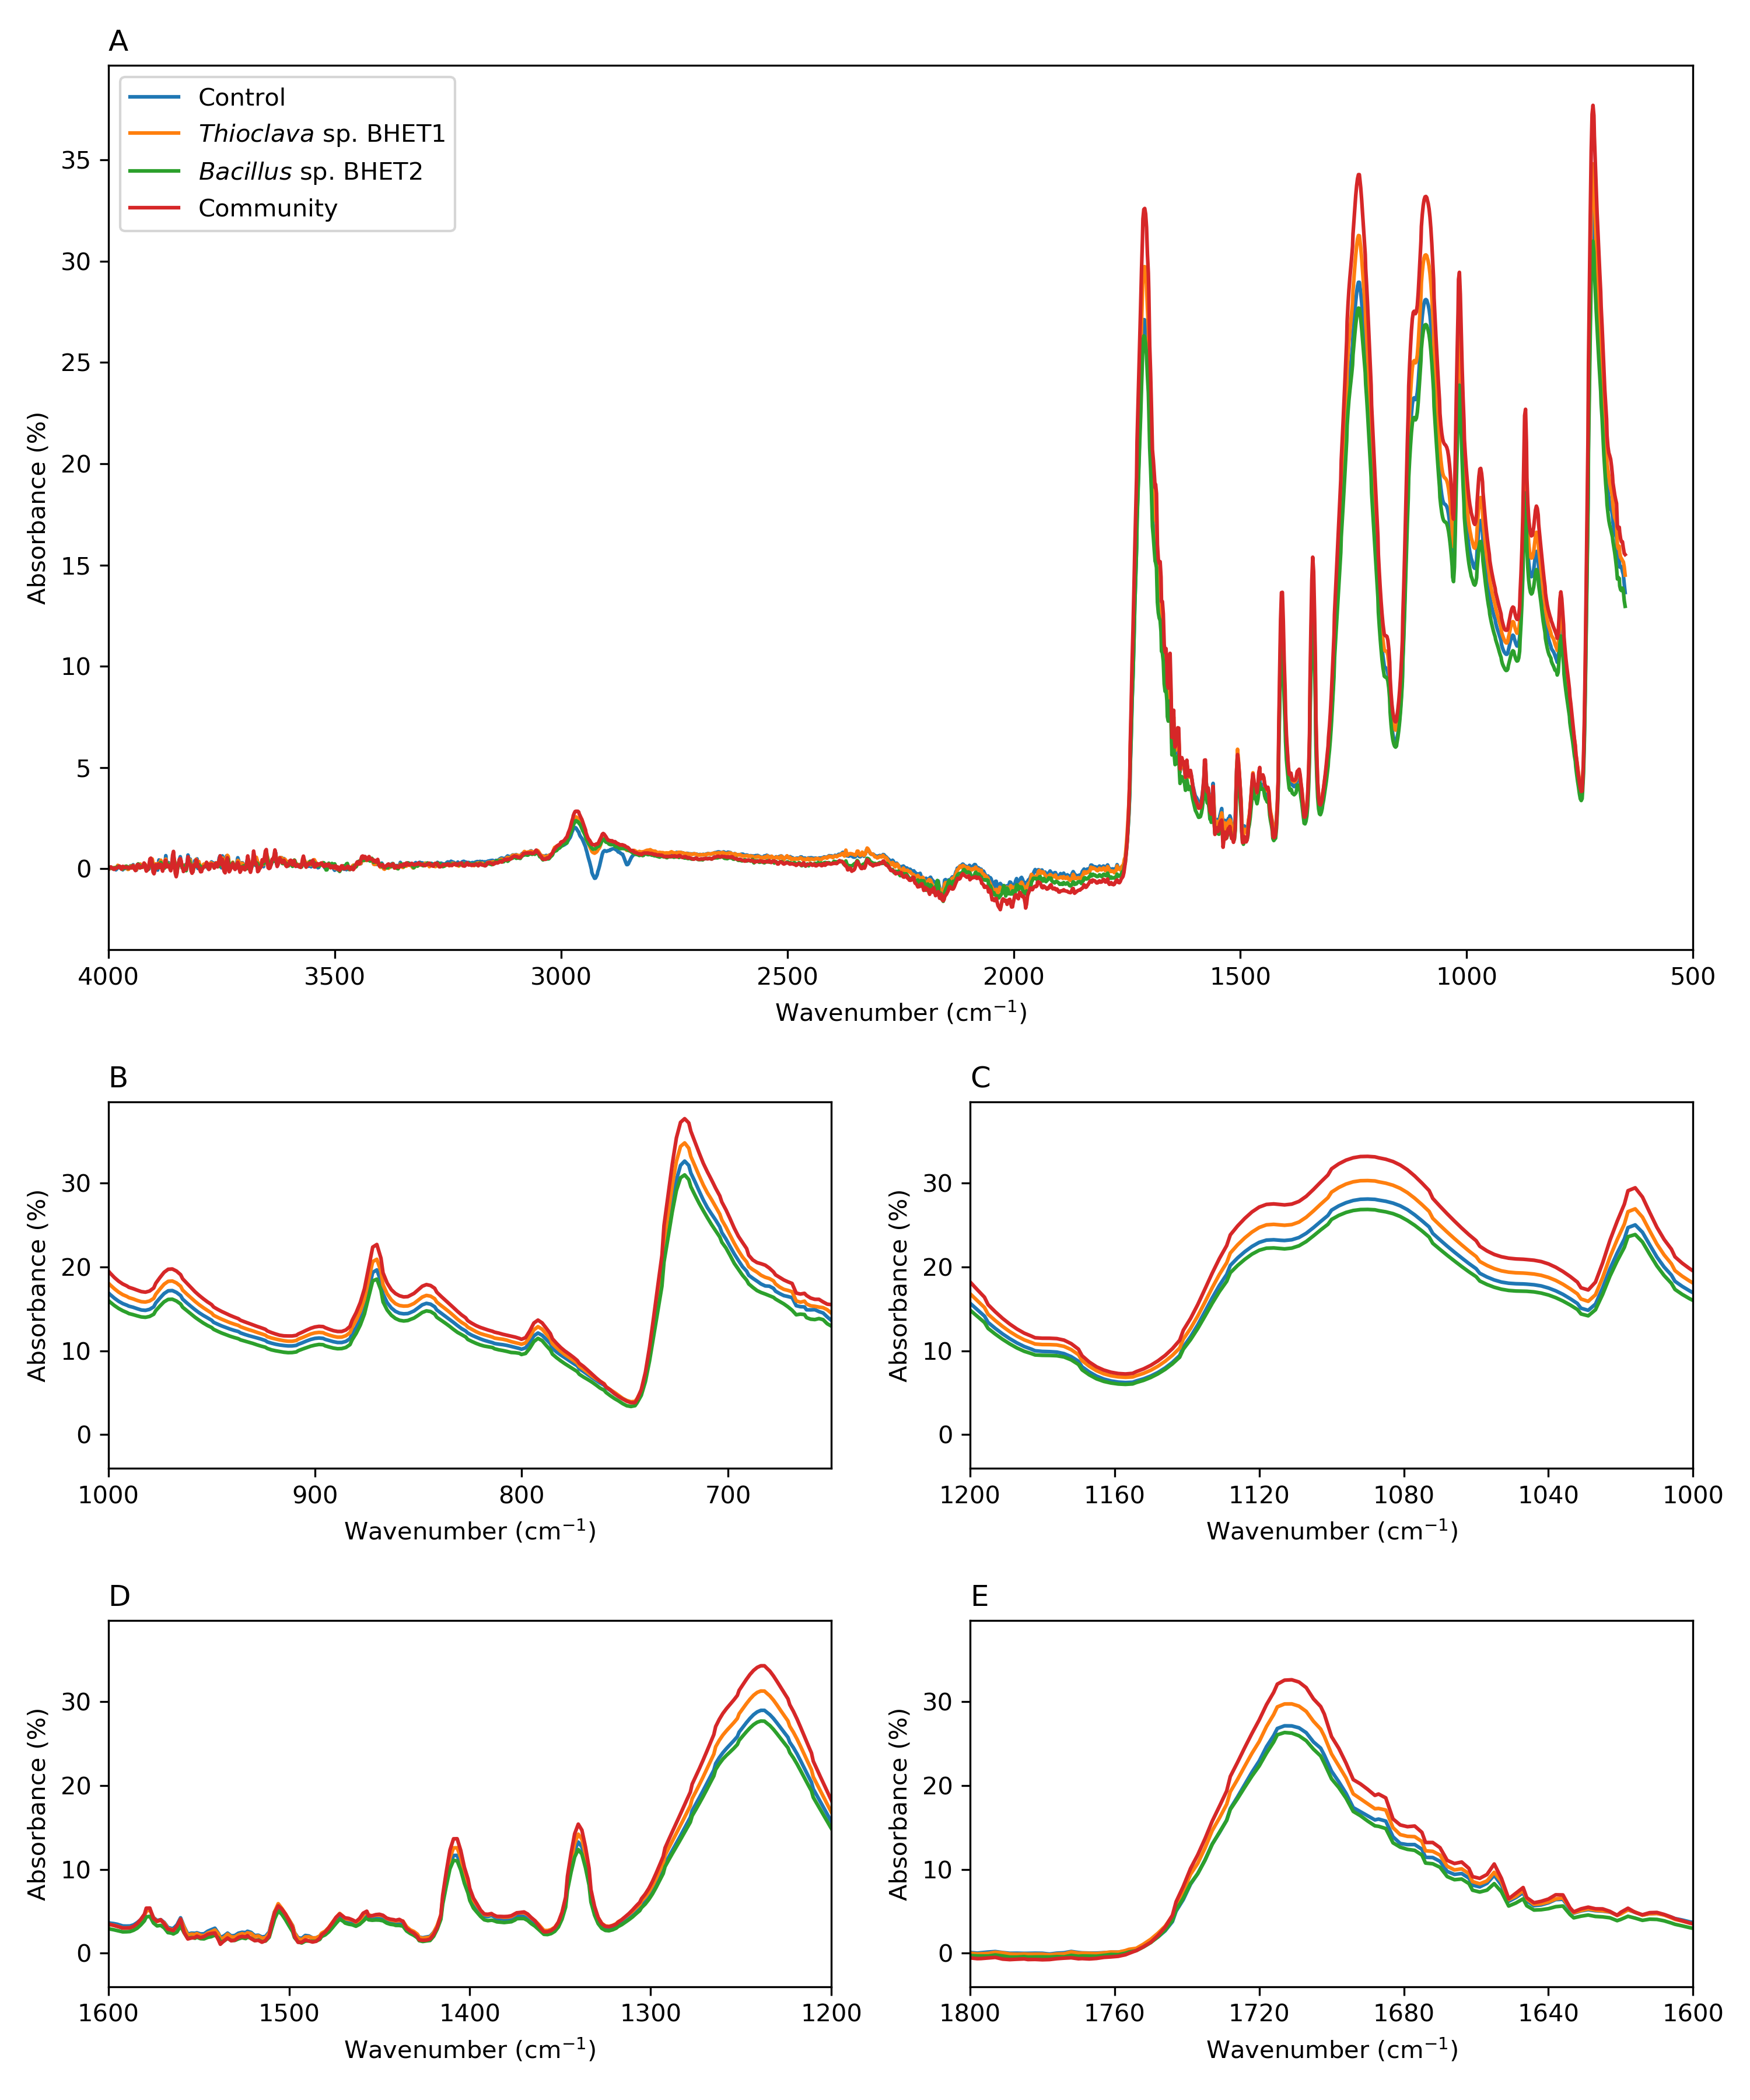 A
Control
Thioclava sp. BHET1
Bacillus sp. BHET2
Community
Absorbance (%)
35
30
25
20
15
10
5
0
4000 3500 3000 2500 2000 1500 1000 500
Wavenumber (cm⁻¹)
B
Absorbance (%)
30
20
10
0
1000 900 800 700
Wavenumber (cm⁻¹)
C
Absorbance (%)
30
20
10
0
1200 1160 1120 1080 1040 1000
Wavenumber (cm⁻¹)
D
Absorbance (%)
30
20
10
0
1600 1500 1400 1300 1200
Wavenumber (cm⁻¹)
E
Absorbance (%)
30
20
10
0
1800 1760 1720 1680 1640 1600
Wavenumber (cm⁻¹)